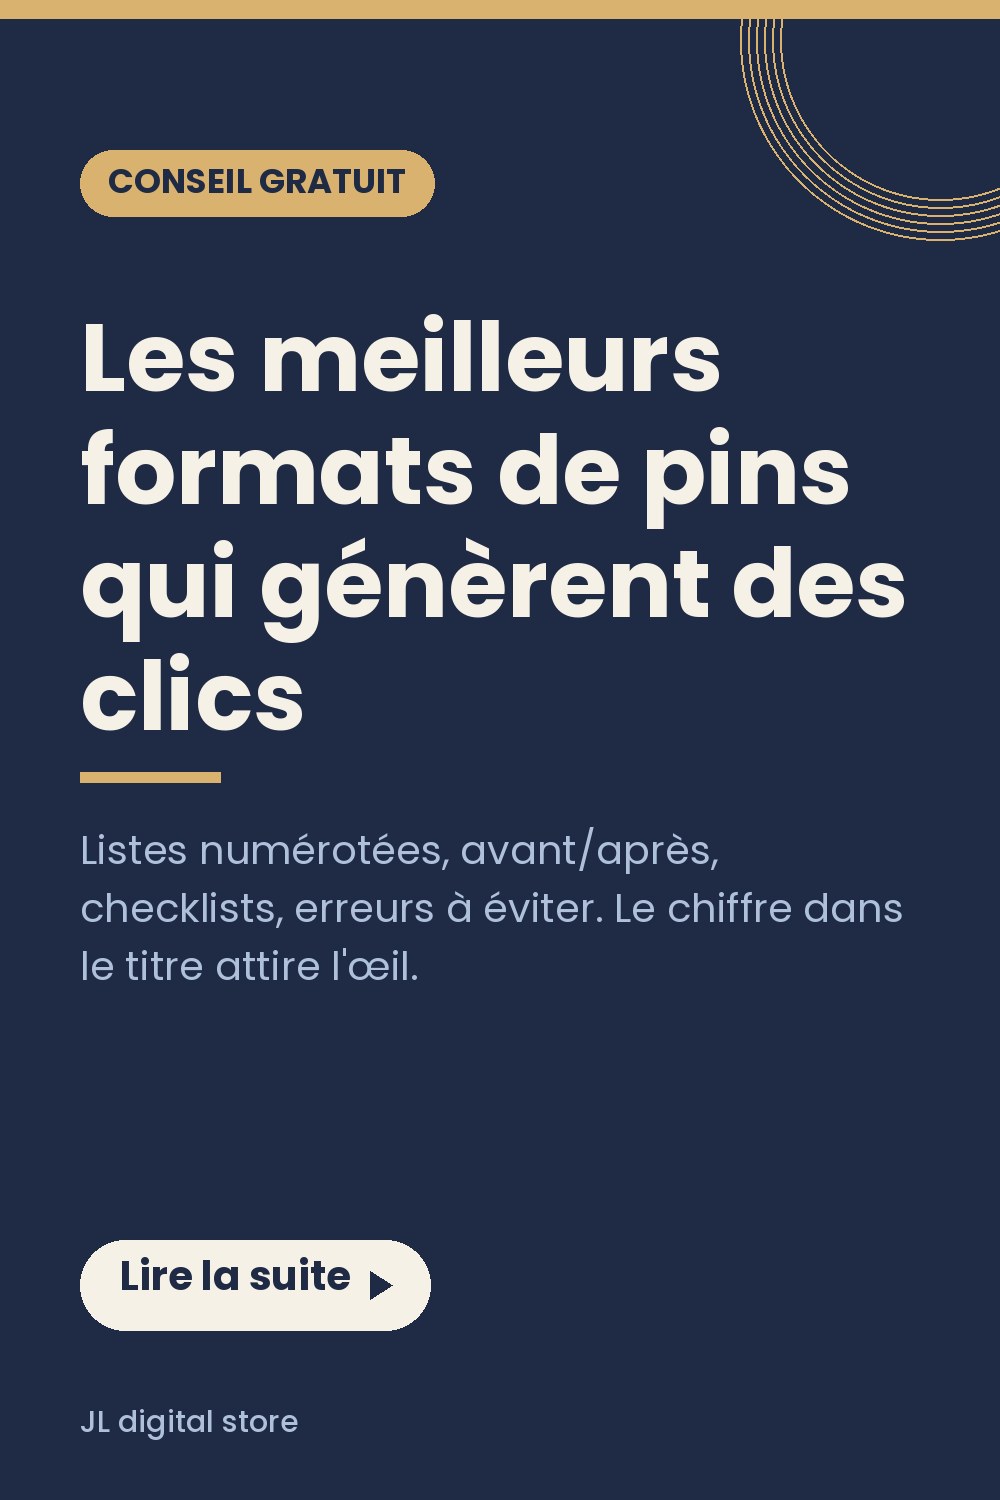 CONSEIL GRATUIT
Les meilleurs
formats de pins
qui génèrent des
clics
Listes numérotées, avant/après,
checklists, erreurs à éviter. Le chiffre dans
le titre attire l'œil.
Lire la suite
JL digital store